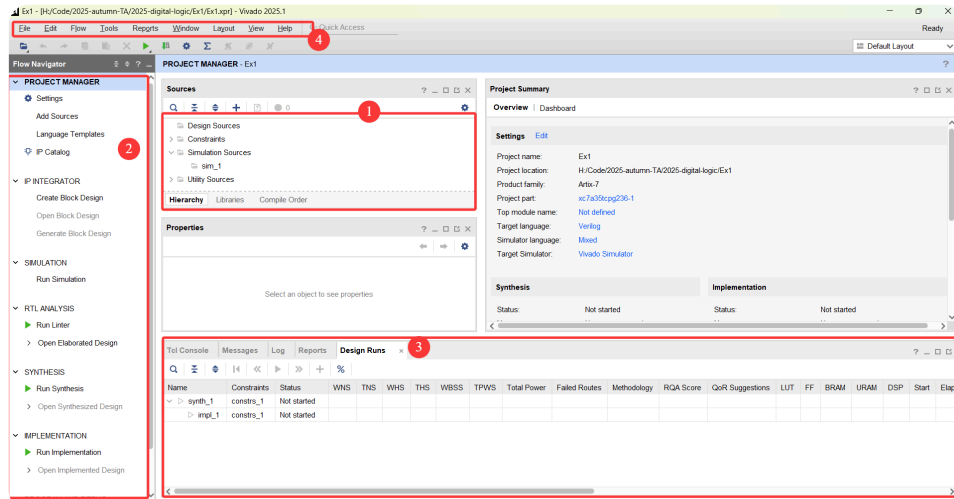 Ex1 - [H:/Code/2025-autumn-TA/2025-digital-logic/Ex1/Ex1.xpr] - Vivado 2025.1
File Edit Flow Tools Reports Window Layout View Help Quick Access
4
Ready
Default Layout
Flow Navigator
PROJECT MANAGER - Ex1
PROJECT MANAGER
Settings
Add Sources
Language Templates
IP Catalog
2
IP INTEGRATOR
Create Block Design
Open Block Design
Generate Block Design
SIMULATION
Run Simulation
RTL ANALYSIS
Run Linter
Open Elaborated Design
SYNTHESIS
Run Synthesis
Open Synthesized Design
IMPLEMENTATION
Run Implementation
Open Implemented Design
Sources
0
1
Design Sources
Constraints
Simulation Sources
sim_1
Utility Sources
Hierarchy Libraries Compile Order
Properties
Select an object to see properties
Project Summary
Overview | Dashboard
Settings Edit
Project name: Ex1
Project location: H:/Code/2025-autumn-TA/2025-digital-logic/Ex1
Product family: Artix-7
Project part: xc7a35tcpg236-1
Top module name: Not defined
Target language: Verilog
Simulator language: Mixed
Target Simulator: Vivado Simulator
Synthesis Implementation
Status: Not started Status: Not started
Tcl Console Messages Log Reports Design Runs
3
Name Constraints Status WNS TNS WHS THS WBSS TPWS Total Power Failed Routes Methodology RQA Score QoR Suggestions LUT FF BRAM URAM DSP Start Elap
synth_1 constrs_1 Not started
impl_1 constrs_1 Not started